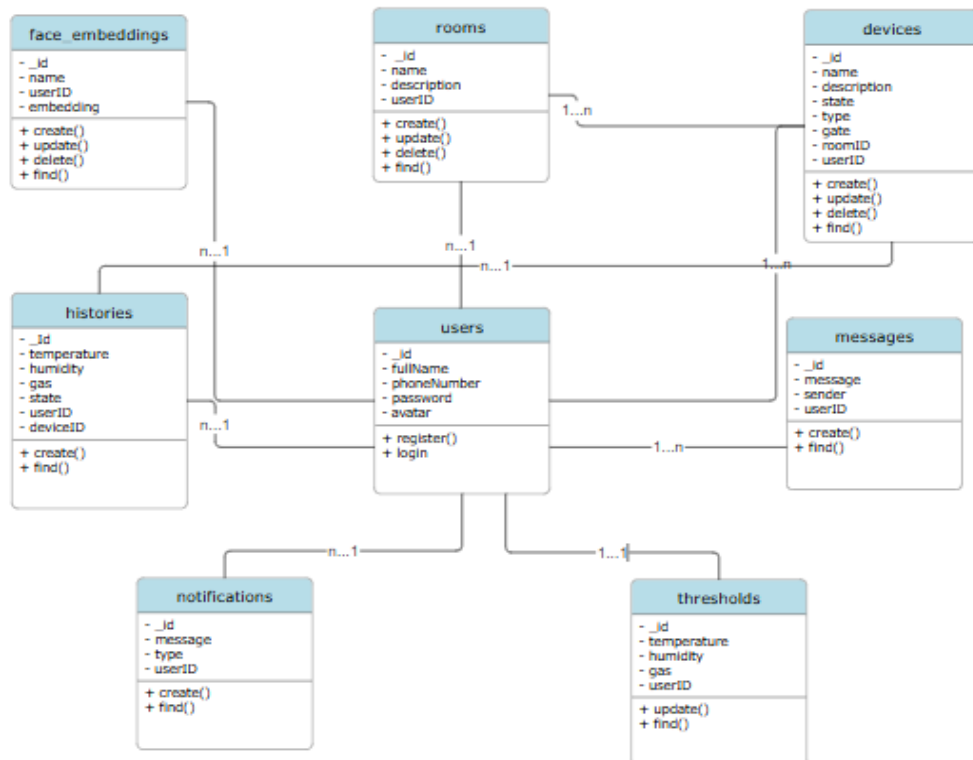 face_embeddings
- _id
- name
- userID
- embedding
+ create()
+ update()
+ delete()
+ find()
rooms
- _id
- name
- description
- userID
+ create()
+ update()
+ delete()
+ find()
devices
- _id
- name
- description
- state
- type
- gate
- roomID
- userID
+ create()
+ update()
+ delete()
+ find()
1...n
n...1
n...1
n...1
1...n
histories
- _Id
- temperature
- humidity
- gas
- state
- userID
- deviceID
+ create()
+ find()
n...1
users
- _id
- fullName
- phoneNumber
- password
- avatar
+ register()
+ login
1...n
messages
- _id
- message
- sender
- userID
+ create()
+ find()
n...1
1...1
notifications
- _id
- message
- type
- userID
+ create()
+ find()
thresholds
- _id
- temperature
- humidity
- gas
- userID
+ update()
+ find()